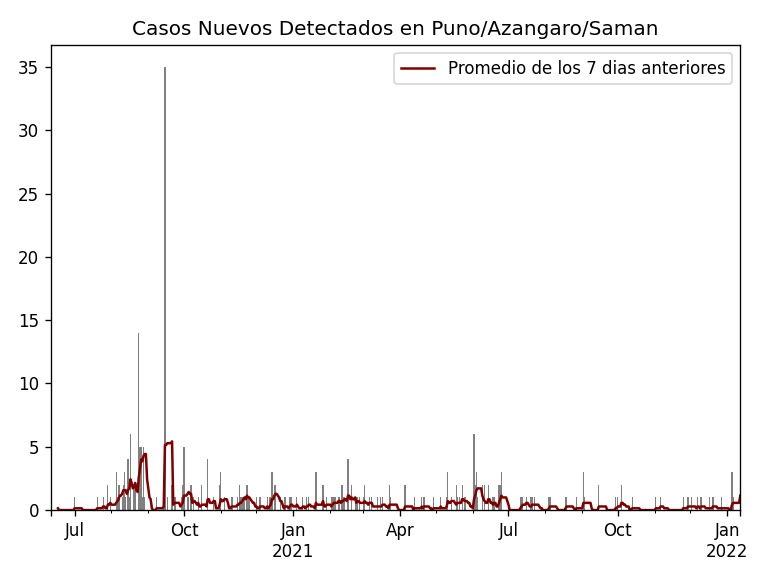 Casos Nuevos Detectados en Puno/Azangaro/Saman
Promedio de los 7 dias anteriores
35
30
25
20
15
10
5
0
Jul
Oct
Jan
2021
Apr
Jul
Oct
Jan
2022